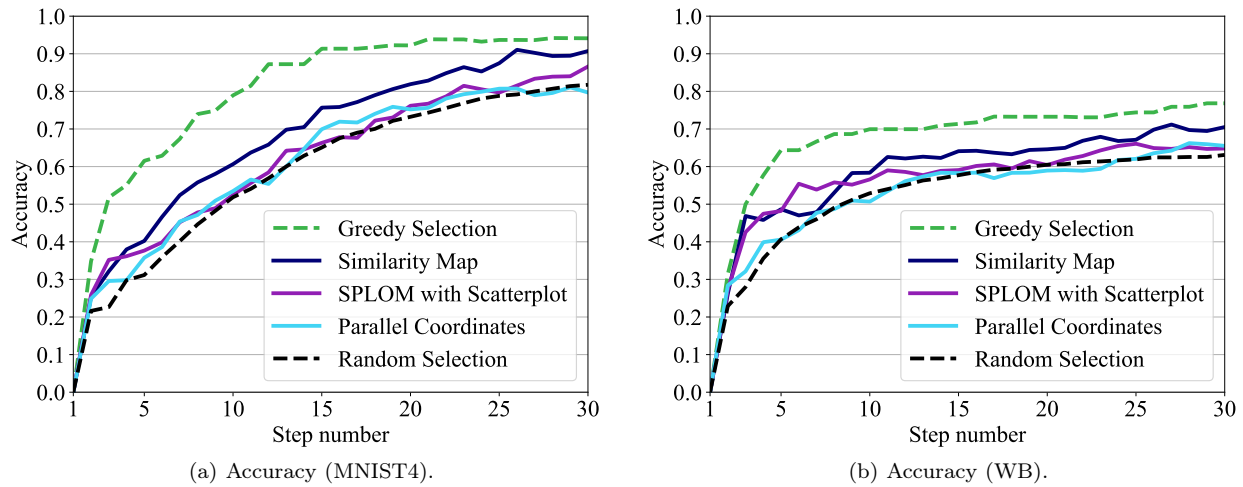 1.0
0.9
0.8
0.7
0.6
0.5
0.4
0.3
0.2
0.1
0.0
Accuracy
1 5 10 15 20 25 30
Step number
Greedy Selection
Similarity Map
SPLOM with Scatterplot
Parallel Coordinates
Random Selection
(a) Accuracy (MNIST4).
1.0
0.9
0.8
0.7
0.6
0.5
0.4
0.3
0.2
0.1
0.0
Accuracy
1 5 10 15 20 25 30
Step number
Greedy Selection
Similarity Map
SPLOM with Scatterplot
Parallel Coordinates
Random Selection
(b) Accuracy (WB).